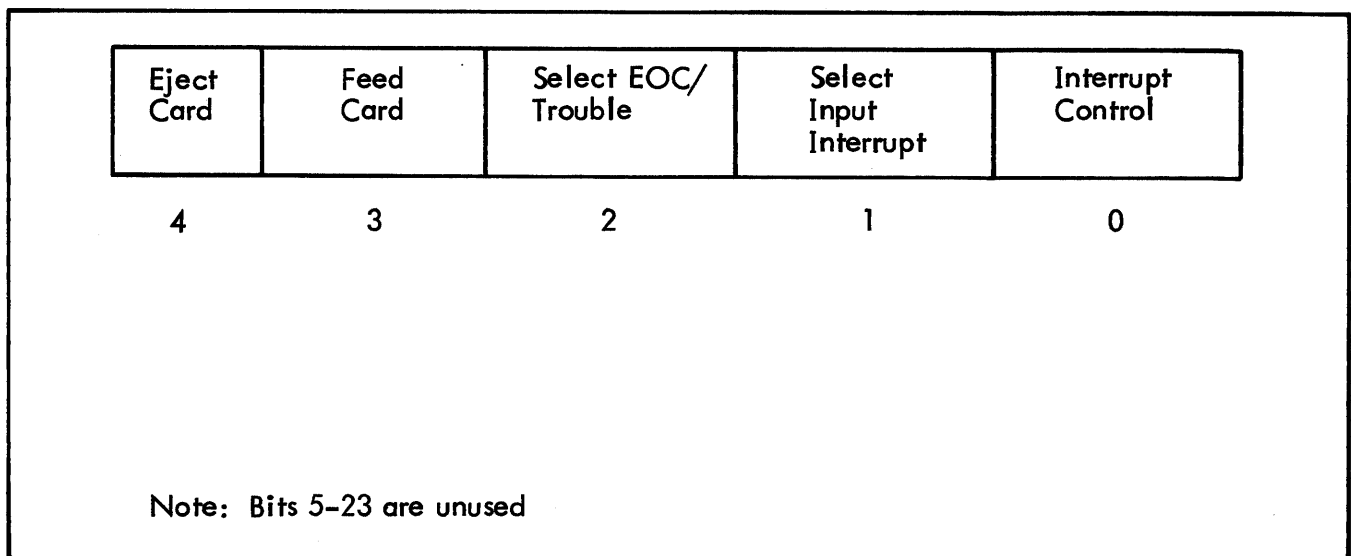 Eject Card
Feed Card
Select EOC/ Trouble
Select Input Interrupt
Interrupt Control
4 3 2 1 0
Note: Bits 5-23 are unused